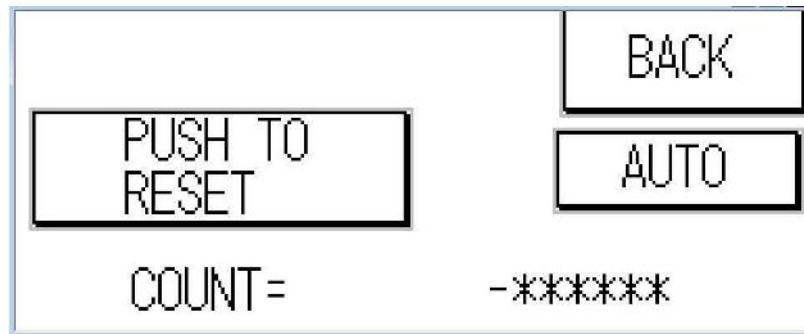 BACK
PUSH TO
RESET
AUTO
COUNT= -******